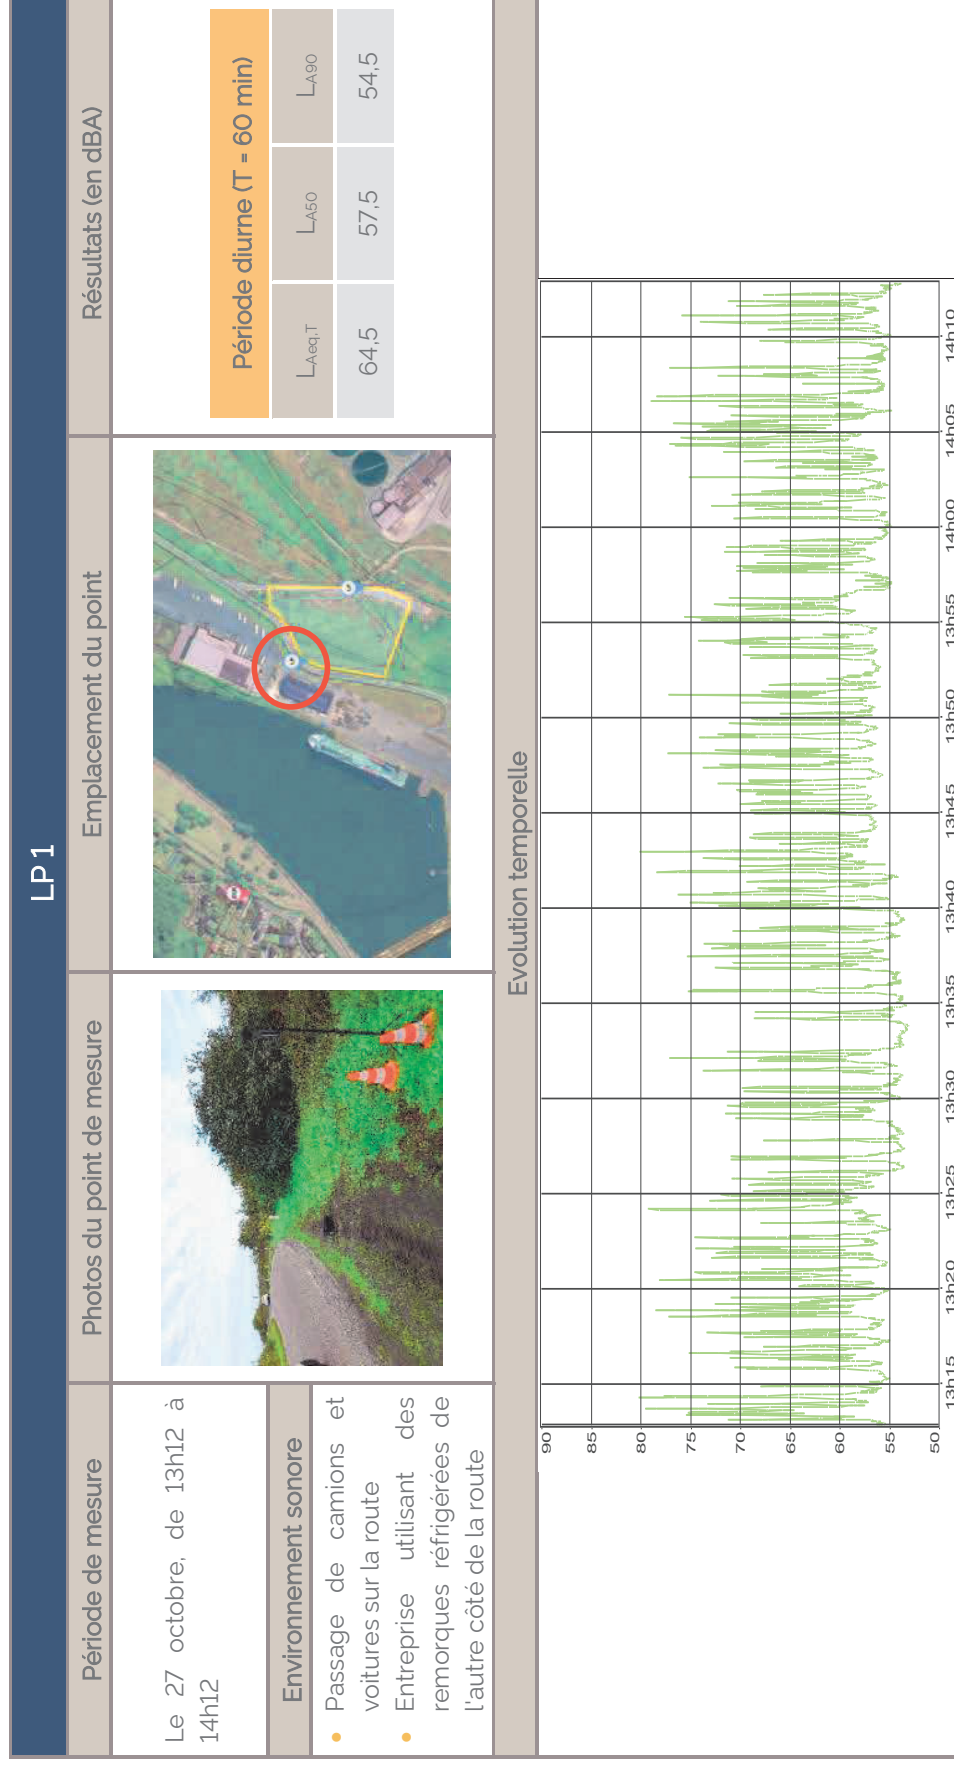 LP1
Période de mesure
Photos du point de mesure
Emplacement du point
Résultats (en dBA)
Le 27 octobre, de 13h12 à
14h12
Environnement sonore
• Passage de camions et
voitures sur la route
• Entreprise utilisant des
remorques réfrigérées de
l'autre côté de la route
Période diurne (T = 60 min)
LAeq,T LA50 LA90
64,5 57,5 54,5
Evolution temporelle
90
85
80
75
70
65
60
55
50
13h15 13h20 13h25 13h30 13h35 13h40 13h45 13h50 13h55 14h00 14h05 14h10